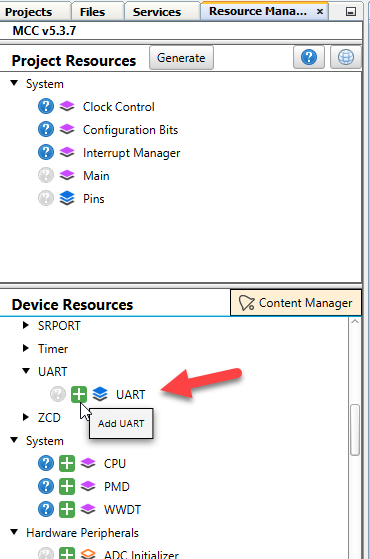 Projects Files Services Resource Mana... ×
MCC v5.3.7
Project Resources Generate ?
System
? Clock Control
? Configuration Bits
? Interrupt Manager
? Main
? Pins
Device Resources Content Manager
SRPORT
Timer
UART
? UART
ZCD
Add UART
System
? CPU
? PMD
? WWDT
Hardware Peripherals
? ADC Initializer